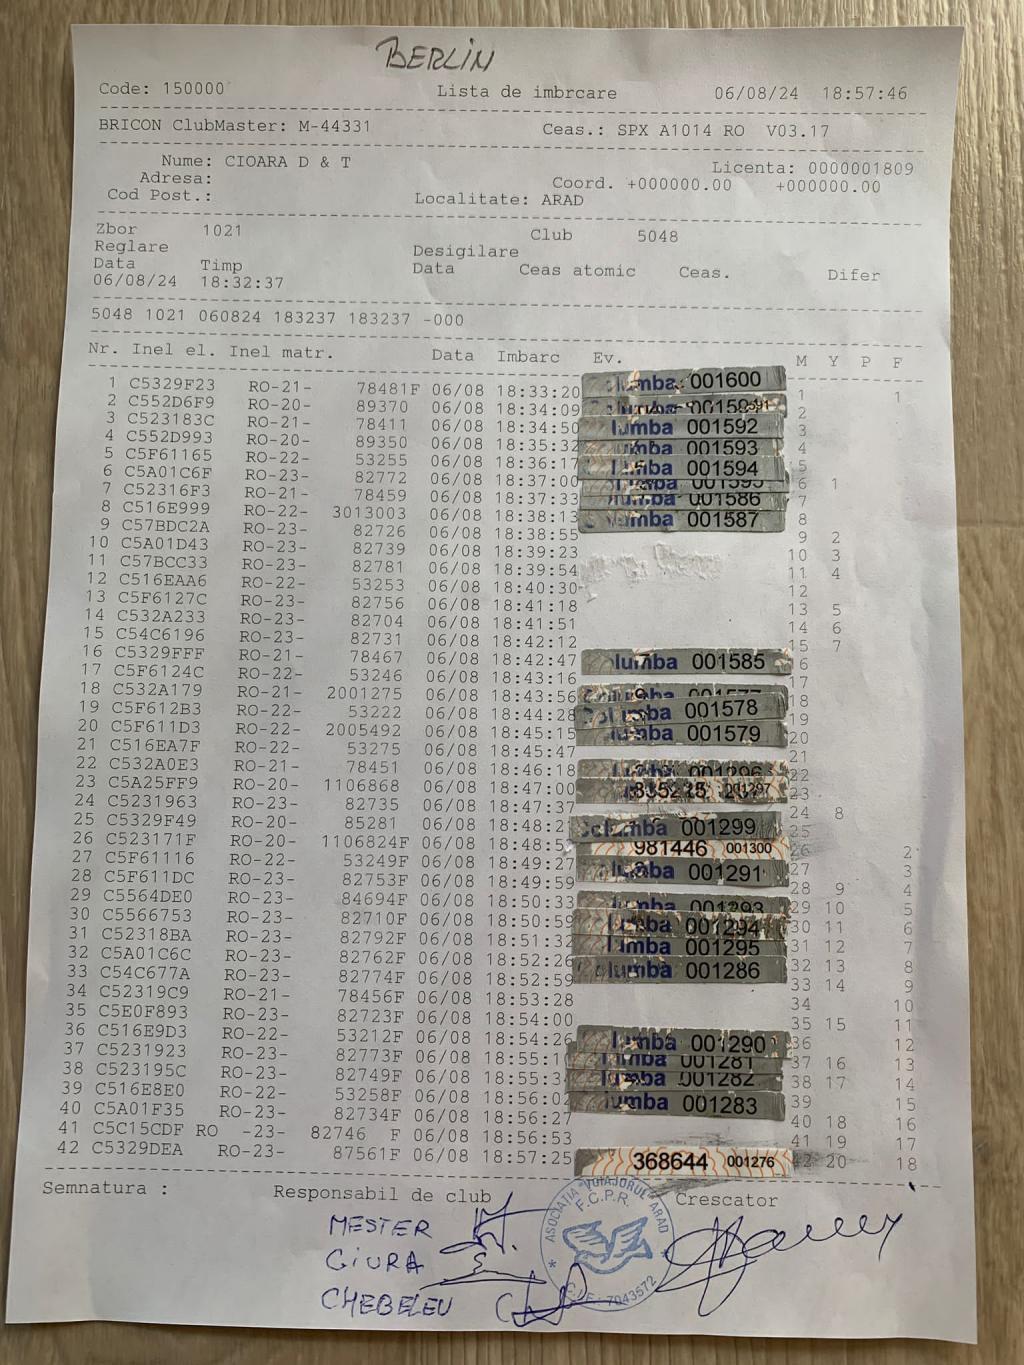 BERLIN
Code: 150000 Lista de imbrcare 06/08/24 18:57:46
BRICON ClubMaster: M-44331 Ceas.: SPX A1014 RO V03.17
Nume: CIOARA D & T Licenta: 0000001809
Adresa: Coord. +000000.00 +000000.00
Cod Post.: Localitate: ARAD
Zbor 1021 Club 5048
Reglare Desigilare
Data Timp Data Ceas atomic Ceas. Difer
06/08/24 18:32:37
5048 1021 060824 183237 183237 -000
Nr. Inel el. Inel matr. Data Imbarc Ev. M Y P F
1 C5329F23 RO-21- 78481F 06/08 18:33:20 001600 1 1
2 C552D6F9 RO-20- 89370 06/08 18:34:09 2
3 C523183C RO-21- 78411 06/08 18:34:50 lumba 001592 3
4 C552D993 RO-20- 89350 06/08 18:35:32 lumba 001593 4
5 C5F61165 RO-22- 53255 06/08 18:36:17 001594 5
6 C5A01C6F RO-23- 82772 06/08 18:37:00 001595 6 1
7 C52316F3 RO-21- 78459 06/08 18:37:33 001586 7
8 C516E999 RO-22- 3013003 06/08 18:38:13 001587 8
9 C57BDC2A RO-23- 82726 06/08 18:38:55 9 2
10 C5A01D43 RO-23- 82739 06/08 18:39:23 10 3
11 C57BCC33 RO-23- 82781 06/08 18:39:54 11 4
12 C516EAA6 RO-22- 53253 06/08 18:40:30 12
13 C5F6127C RO-23- 82756 06/08 18:41:18 13 5
14 C532A233 RO-23- 82704 06/08 18:41:51 14 6
15 C54C6196 RO-23- 82731 06/08 18:42:12 15 7
16 C5329FFF RO-21- 78467 06/08 18:42:47 lumba 001585 6
17 C5F6124C RO-22- 53246 06/08 18:43:16 17
18 C532A179 RO-21- 2001275 06/08 18:43:56 18
19 C5F612B3 RO-22- 53222 06/08 18:44:28 001578 19
20 C5F611D3 RO-22- 2005492 06/08 18:45:15 lumba 001579 20
21 C516EA7F RO-22- 53275 06/08 18:45:47 21
22 C532A0E3 RO-21- 78451 06/08 18:46:18 001296 22
23 C5A25FF9 RO-20- 1106868 06/08 18:47:00 001297 23
24 C5231963 RO-23- 82735 06/08 18:47:37 24 8
25 C5329F49 RO-20- 85281 06/08 18:48:2 Columba 001299 25
26 C523171F RO-20- 1106824F 06/08 18:48:5 981446 001300 26 2
27 C5F61116 RO-22- 53249F 06/08 18:49:27 lumba 001291 27 3
28 C5F611DC RO-23- 82753F 06/08 18:49:59 28 9 4
29 C5564DE0 RO-23- 84694F 06/08 18:50:33 001293 29 10 5
30 C5566753 RO-23- 82710F 06/08 18:50:59 001294 30 11 6
31 C52318BA RO-23- 82792F 06/08 18:51:32 lumba 001295 31 12 7
32 C5A01C6C RO-23- 82762F 06/08 18:52:26 lumba 001286 32 13 8
33 C54C677A RO-23- 82774F 06/08 18:52:59 33 14 9
34 C52319C9 RO-21- 78456F 06/08 18:53:28 34 10
35 C5E0F893 RO-23- 82723F 06/08 18:54:00 35 15 11
36 C516E9D3 RO-22- 53212F 06/08 18:54:26 lumba 001290 36 12
37 C5231923 RO-23- 82773F 06/08 18:55:1 001281 37 16 13
38 C523195C RO-23- 82749F 06/08 18:55:3 lumba 001282 38 17 14
39 C516E8E0 RO-22- 53258F 06/08 18:56:02 lumba 001283 39 15
40 C5A01F35 RO-23- 82734F 06/08 18:56:27 40 18 16
41 C5C15CDF RO -23- 82746 F 06/08 18:56:53 41 19 17
42 C5329DEA RO-23- 87561F 06/08 18:57:25 368644 001276 42 20 18
Semnatura : Responsabil de club Crescator
MESTER
GIURA
CHEBELEU
ASOCIATIA "VOIAJORUL" ARAD
F.C.P.R.
C.I.F.: 7043572